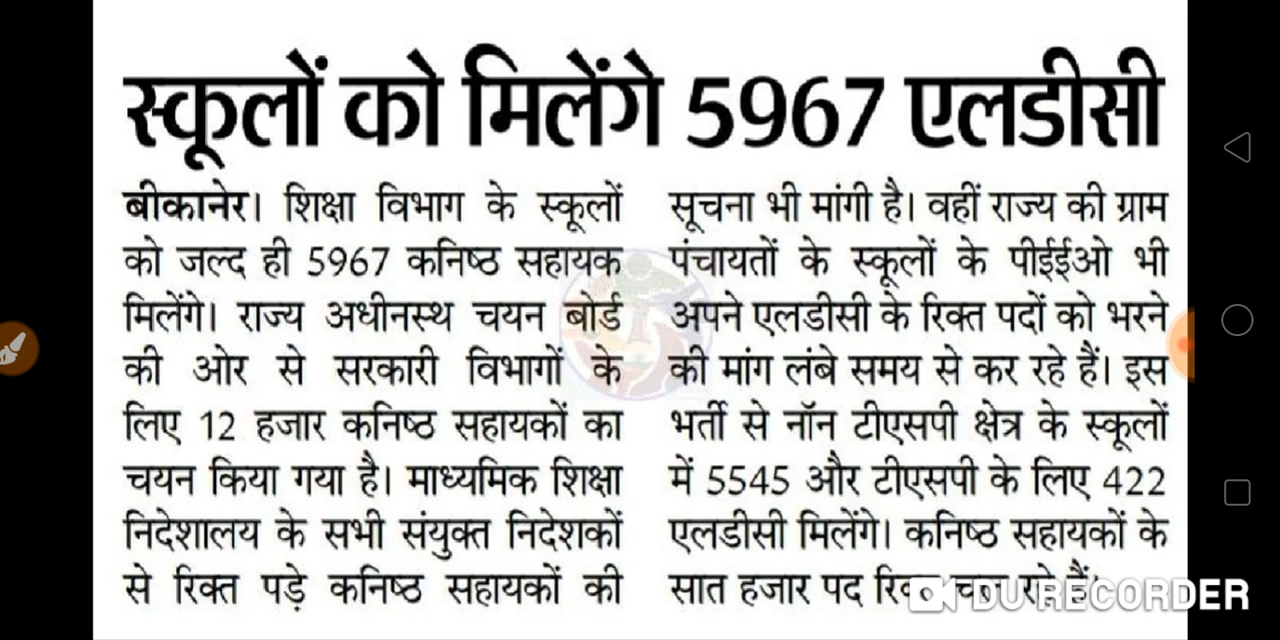 स्कूलों को मिलेंगे 5967 एलडीसी
बीकानेर। शिक्षा विभाग के स्कूलों
को जल्द ही 5967 कनिष्ठ सहायक
मिलेंगे। राज्य अधीनस्थ चयन बोर्ड
की ओर से सरकारी विभागों के
लिए 12 हजार कनिष्ठ सहायकों का
चयन किया गया है। माध्यमिक शिक्षा
निदेशालय के सभी संयुक्त निदेशकों
से रिक्त पड़े कनिष्ठ सहायकों की
सूचना भी मांगी है। वहीं राज्य की ग्राम
पंचायतों के स्कूलों के पीईईओ भी
अपने एलडीसी के रिक्त पदों को भरने
की मांग लंबे समय से कर रहे हैं। इस
भर्ती से नॉन टीएसपी क्षेत्र के स्कूलों
में 5545 और टीएसपी के लिए 422
एलडीसी मिलेंगे। कनिष्ठ सहायकों के
सात हजार पद रिक्त चल रहे हैं।
DU RECORDER